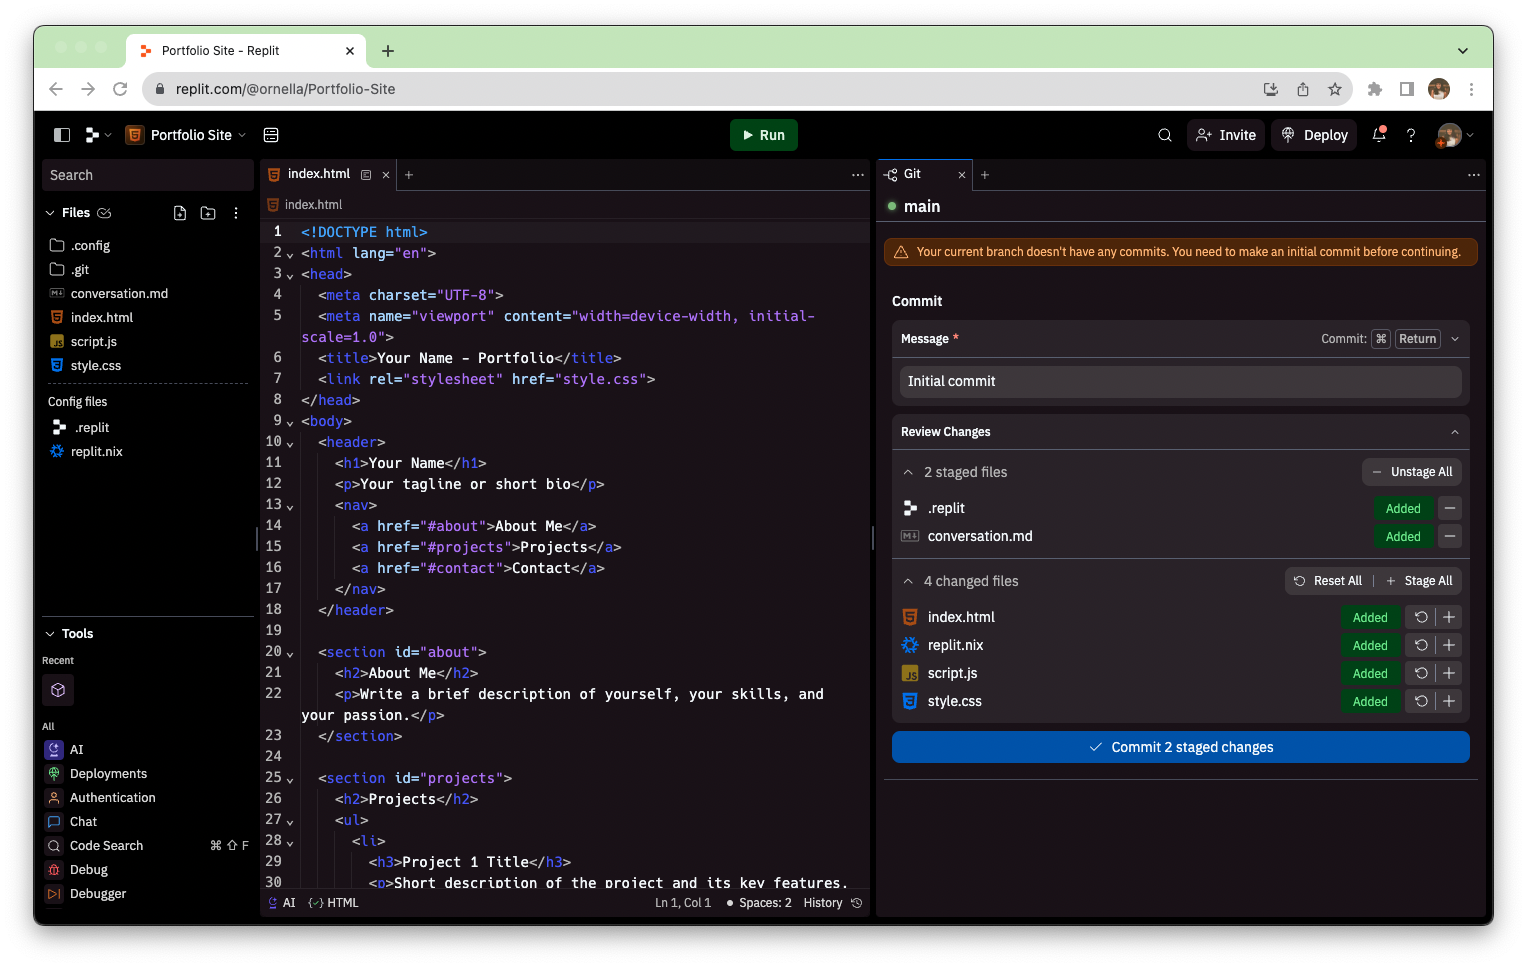 Portfolio Site - Replit
replit.com/@ornella/Portfolio-Site
Portfolio Site
Run
Invite
Deploy
Search
Files
.config
.git
conversation.md
index.html
script.js
style.css
Config files
.replit
replit.nix
Tools
Recent
All
AI
Deployments
Authentication
Chat
Code Search ⌘ ⇧ F
Debug
Debugger
index.html
index.html
1 <!DOCTYPE html>
2 <html lang="en">
3 <head>
4 <meta charset="UTF-8">
5 <meta name="viewport" content="width=device-width, initial-
scale=1.0">
6 <title>Your Name - Portfolio</title>
7 <link rel="stylesheet" href="style.css">
8 </head>
9 <body>
10 <header>
11 <h1>Your Name</h1>
12 <p>Your tagline or short bio</p>
13 <nav>
14 <a href="#about">About Me</a>
15 <a href="#projects">Projects</a>
16 <a href="#contact">Contact</a>
17 </nav>
18 </header>
19
20 <section id="about">
21 <h2>About Me</h2>
22 <p>Write a brief description of yourself, your skills, and
your passion.</p>
23 </section>
24
25 <section id="projects">
26 <h2>Projects</h2>
27 <ul>
28 <li>
29 <h3>Project 1 Title</h3>
30 <p>Short description of the project and its key features.
AI {✓} HTML
Ln 1, Col 1 • Spaces: 2 History
Git
main
Your current branch doesn't have any commits. You need to make an initial commit before continuing.
Commit
Message *
Commit: ⌘ Return
Initial commit
Review Changes
2 staged files
Unstage All
.replit Added
conversation.md Added
4 changed files
Reset All
Stage All
index.html Added
replit.nix Added
script.js Added
style.css Added
Commit 2 staged changes